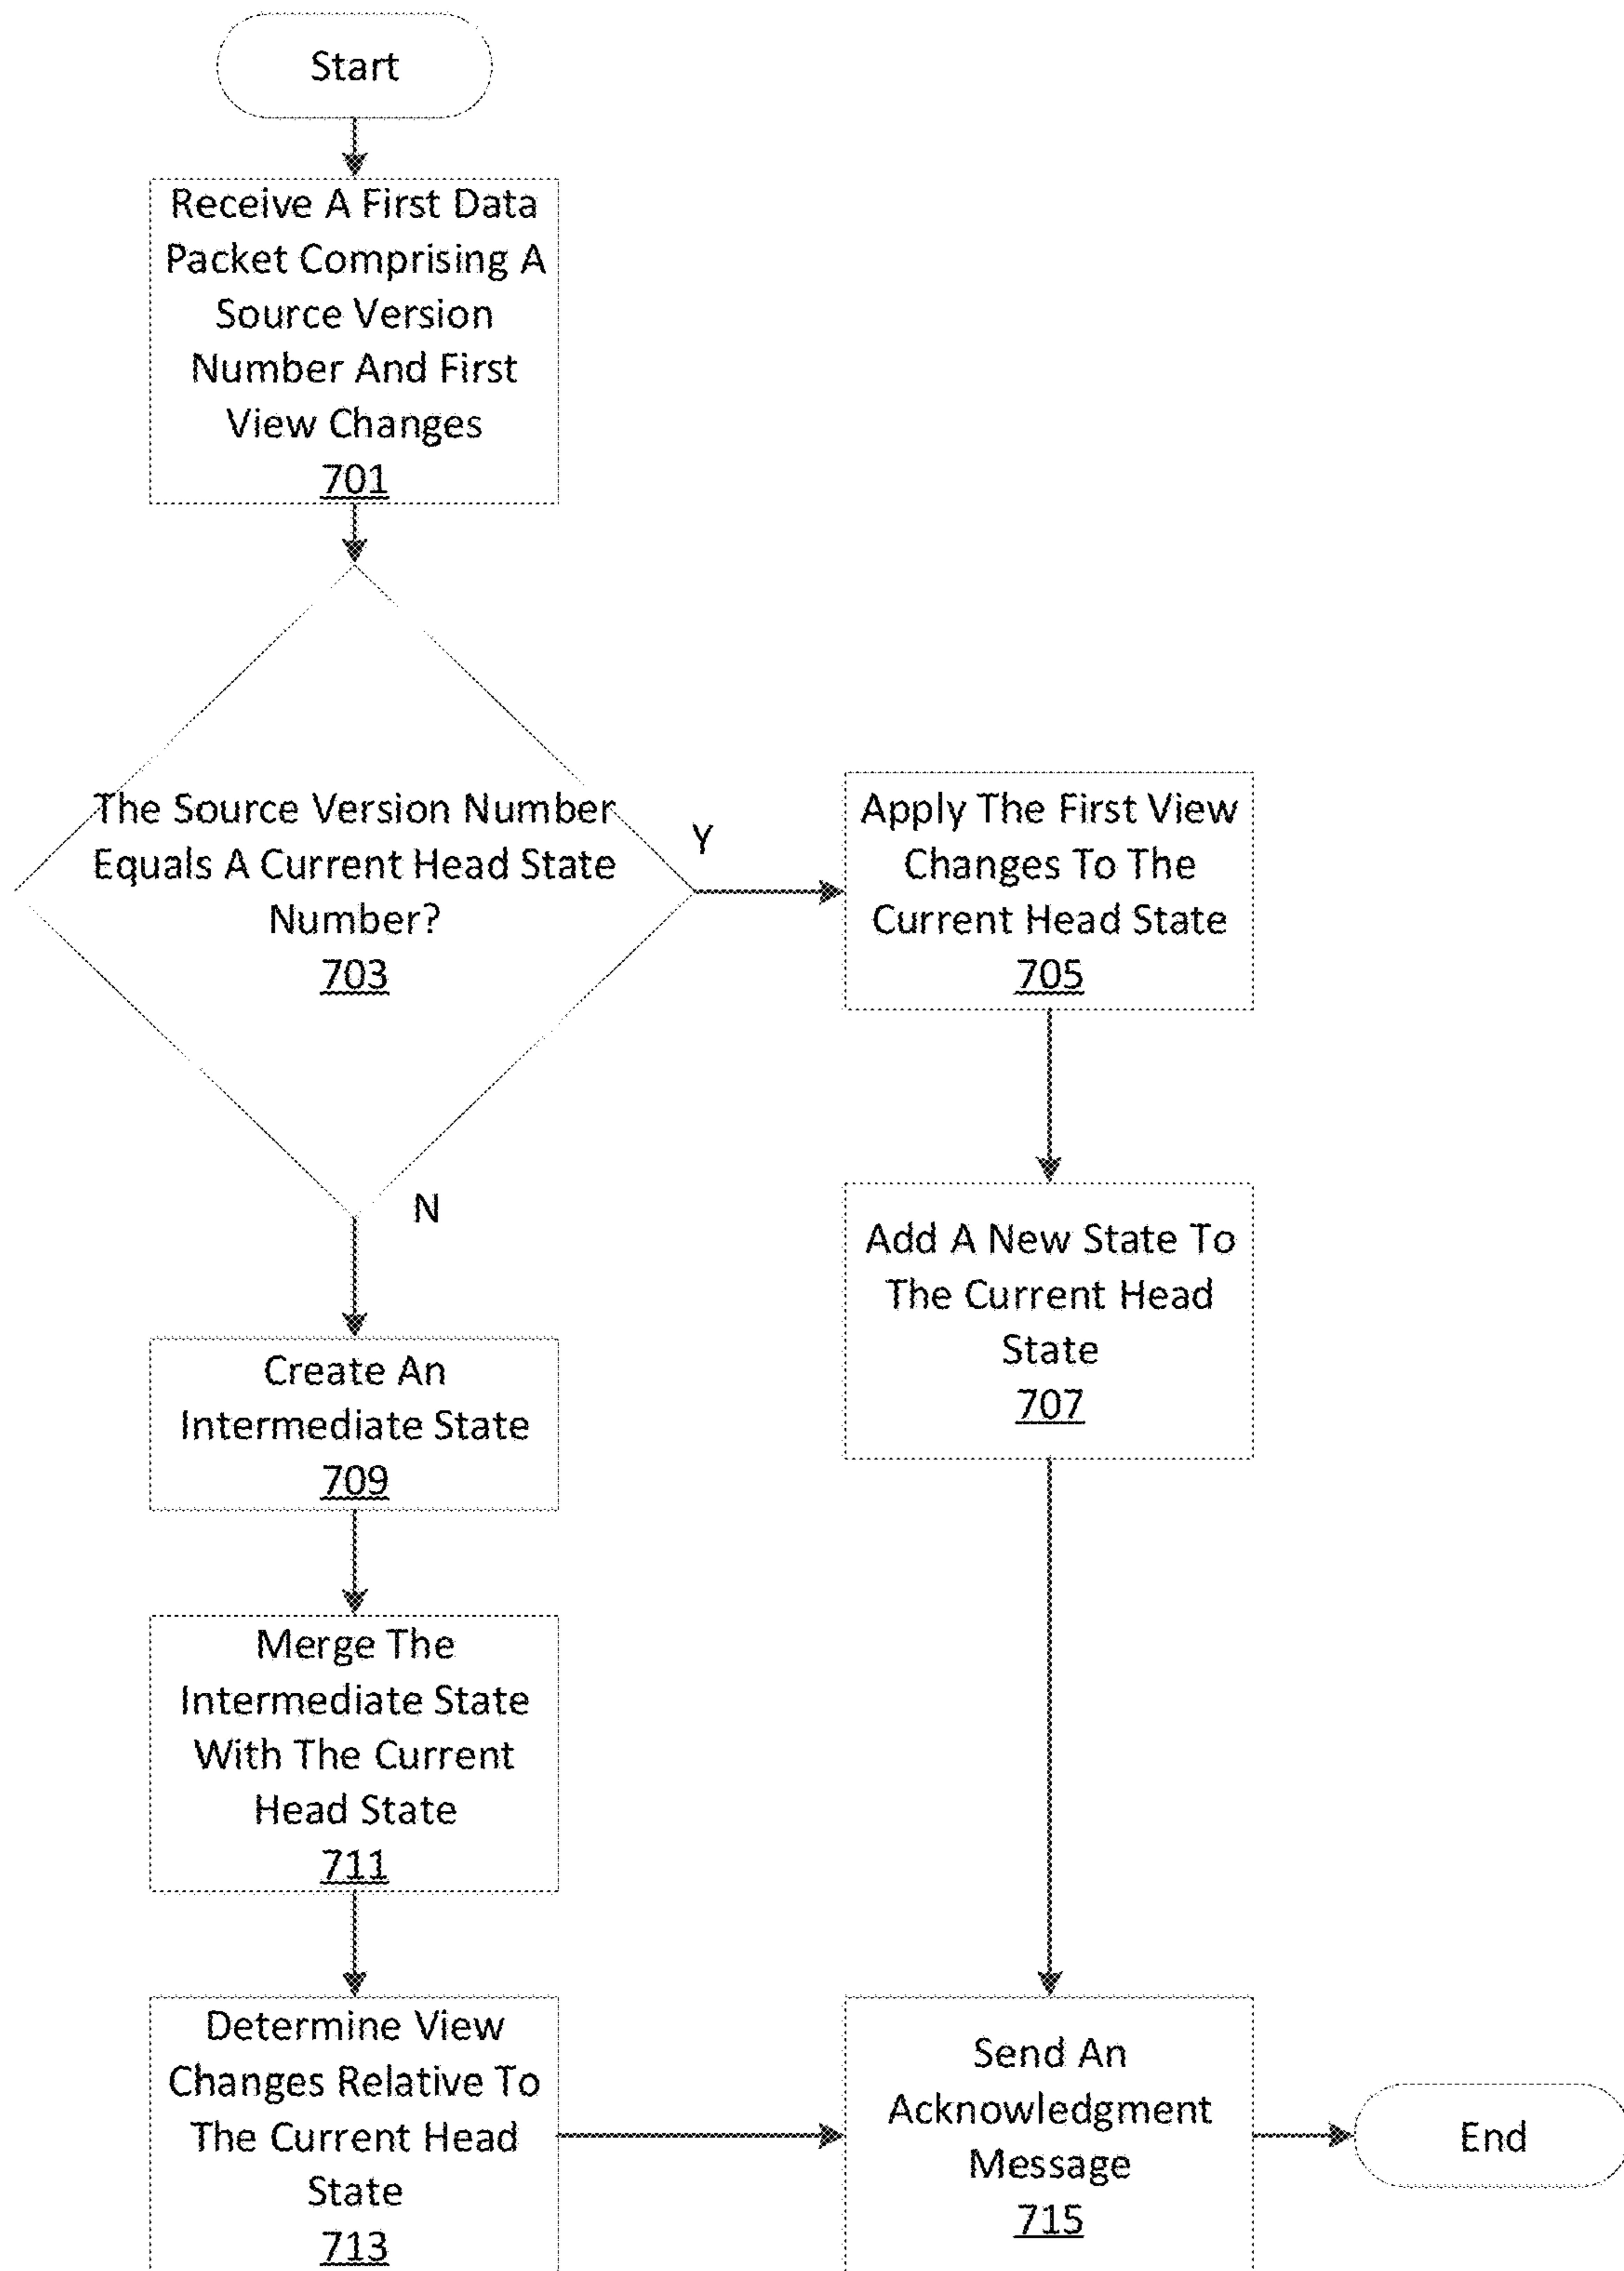 Start
Receive A First Data
Packet Comprising A
Source Version
Number And First
View Changes
701
The Source Version Number
Equals A Current Head State
Number?
703
Y
Apply The First View
Changes To The
Current Head State
705
N
Add A New State To
The Current Head
State
707
Create An
Intermediate State
709
Merge The
Intermediate State
With The Current
Head State
711
Determine View
Changes Relative To
The Current Head
State
713
Send An
Acknowledgment
Message
715
End